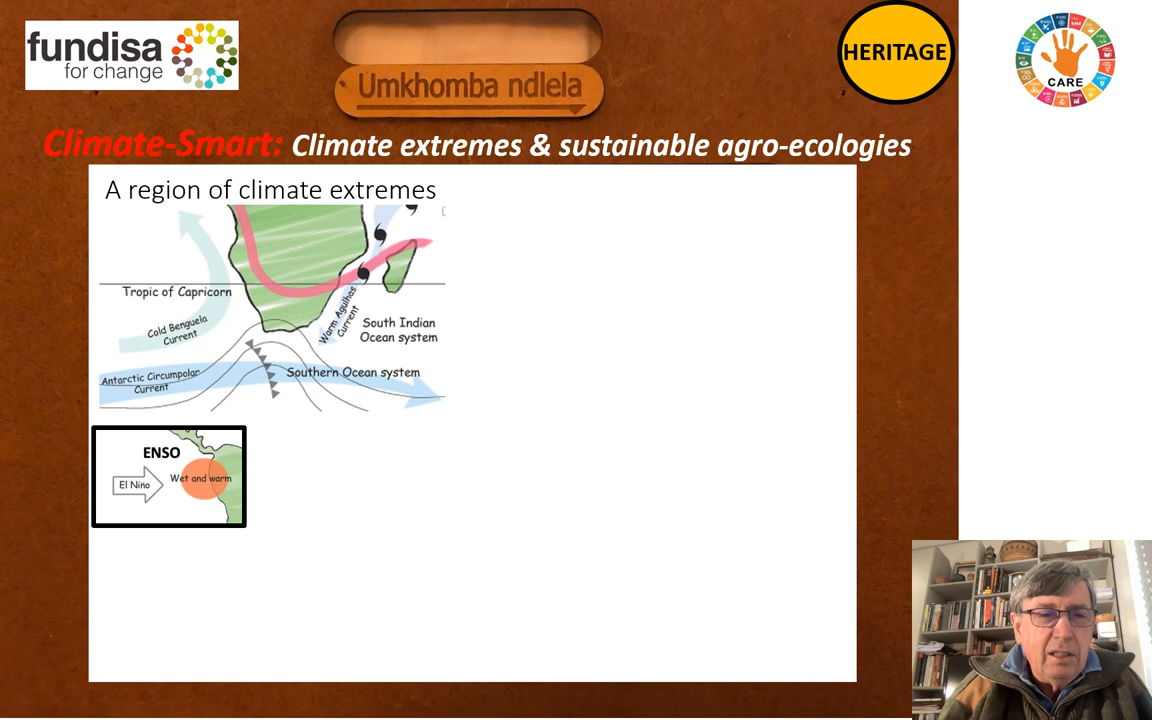 fundisa
for change
Umkhomba ndlela
HERITAGE
CARE
Climate-Smart: Climate extremes & sustainable agro-ecologies
A region of climate extremes
Tropic of Capricorn
Cold Benguela
Current
Warm Agulhas
Current
South Indian
Ocean system
Antarctic Circumpolar
Current
Southern Ocean system
ENSO
El Nino
Wet and warm